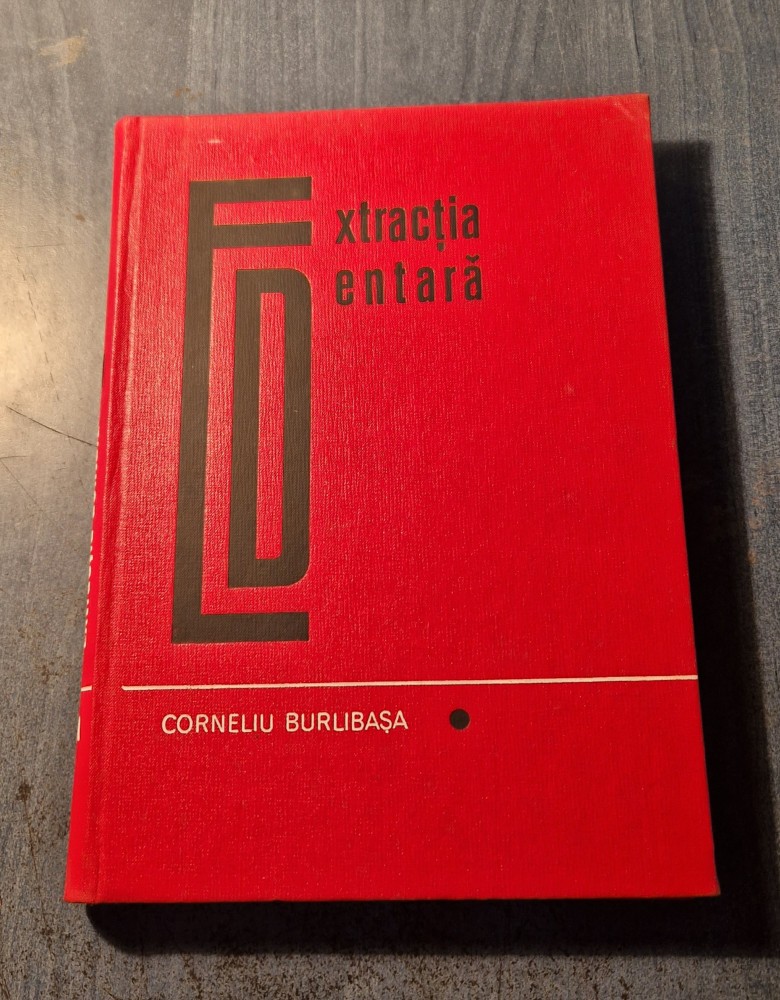 Extracția
Dentară
CORNELIU BURLIBAȘA